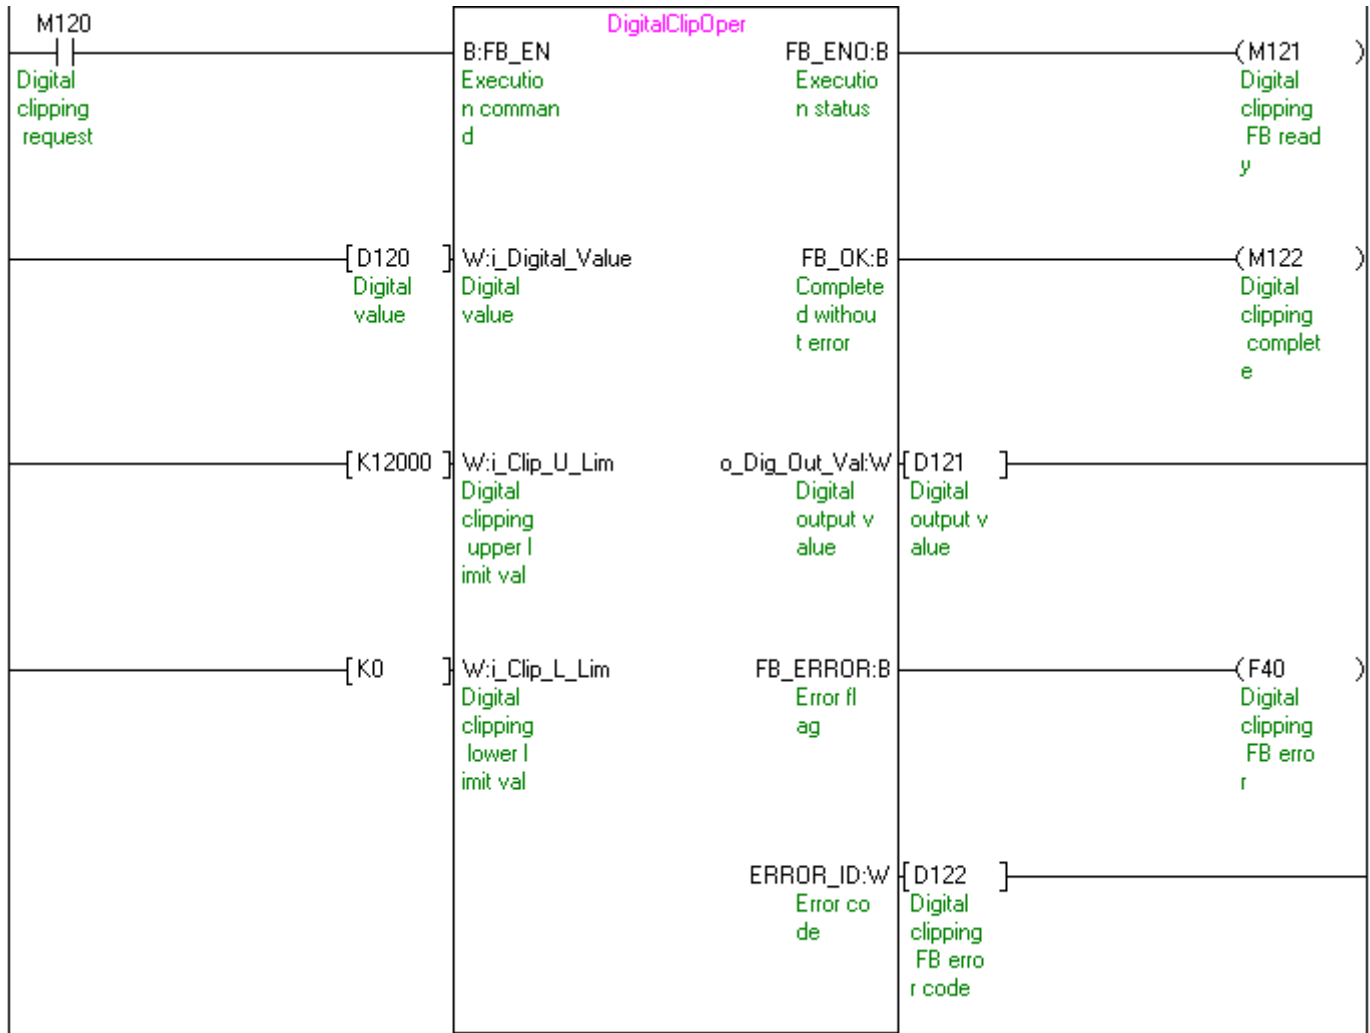 M120
DigitalClipOper
B:FB_EN
FB_ENO:B
(M121 )
Digital
clipping
request
Executio
n comman
d
Executio
n status
Digital
clipping
FB read
y
[D120 ]
W:i_Digital_Value
FB_OK:B
(M122 )
Digital
value
Digital
value
Complete
d withou
t error
Digital
clipping
complet
e
[K12000 ]
W:i_Clip_U_Lim
o_Dig_Out_Val:W
[D121 ]
Digital
clipping
upper l
imit val
Digital
output v
alue
Digital
output v
alue
[K0 ]
W:i_Clip_L_Lim
FB_ERROR:B
(F40 )
Digital
clipping
lower l
imit val
Error fl
ag
Digital
clipping
FB erro
r
ERROR_ID:W
[D122 ]
Error co
de
Digital
clipping
FB erro
r code